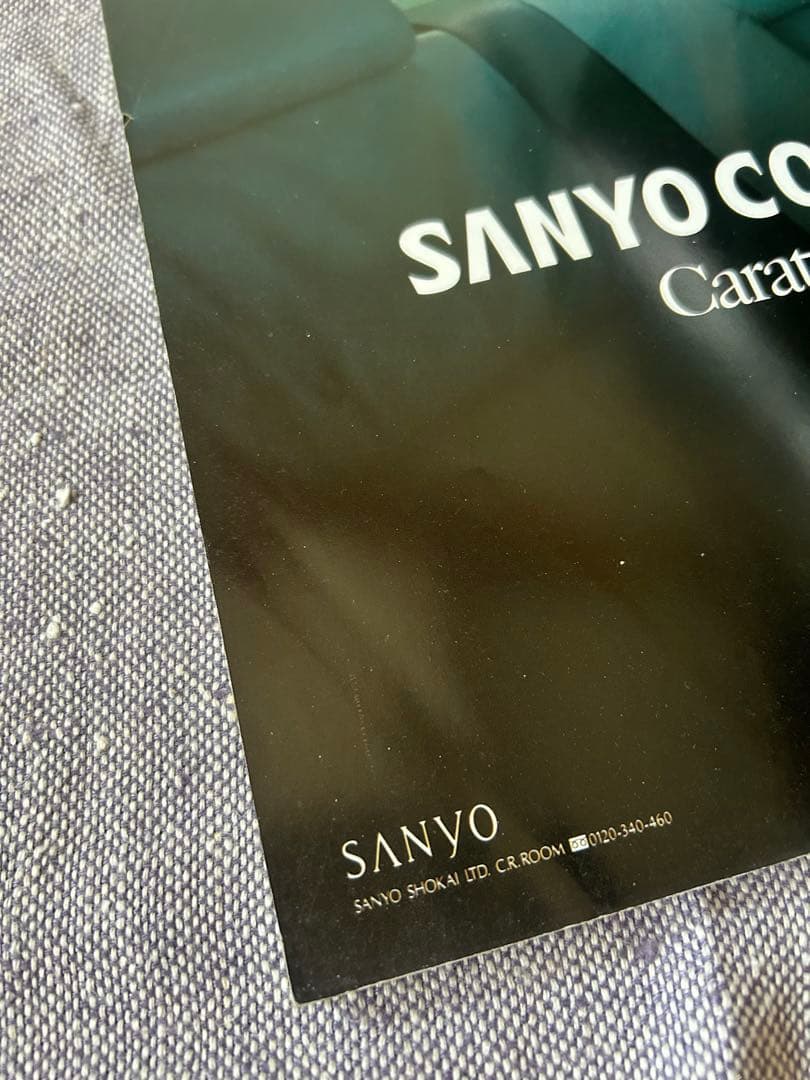 SANYO CO
Carat
SANYO
SANYO SHOKAI LTD. C.R.ROOM 0120-340-460